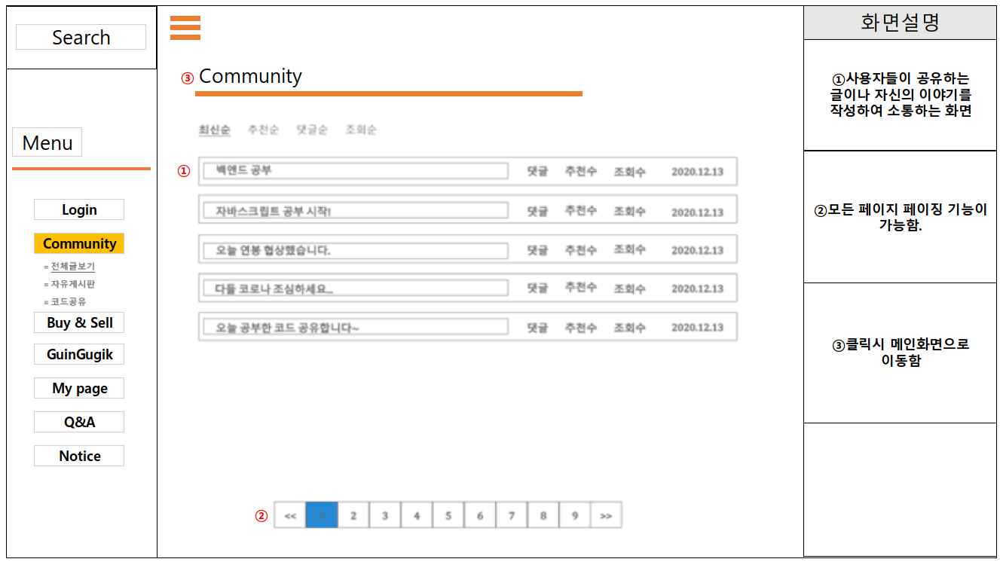 Search
Menu
Login
Community
= 전체글보기
= 자유게시판
= 코드공유
Buy & Sell
GuinGugik
My page
Q&A
Notice
③ Community
최신순 추천순 댓글순 조회순
① 백앤드 공부 댓글 추천수 조회수 2020.12.13
자바스크립트 공부 시작! 댓글 추천수 조회수 2020.12.13
오늘 연봉 협상했습니다. 댓글 추천수 조회수 2020.12.13
다들 코로나 조심하세요... 댓글 추천수 조회수 2020.12.13
오늘 공부한 코드 공유합니다~ 댓글 추천수 조회수 2020.12.13
② << 1 2 3 4 5 6 7 8 9 >>
화면설명
①사용자들이 공유하는
글이나 자신의 이야기를
작성하여 소통하는 화면
②모든 페이지 페이징 기능이
가능함.
③클릭시 메인화면으로
이동함